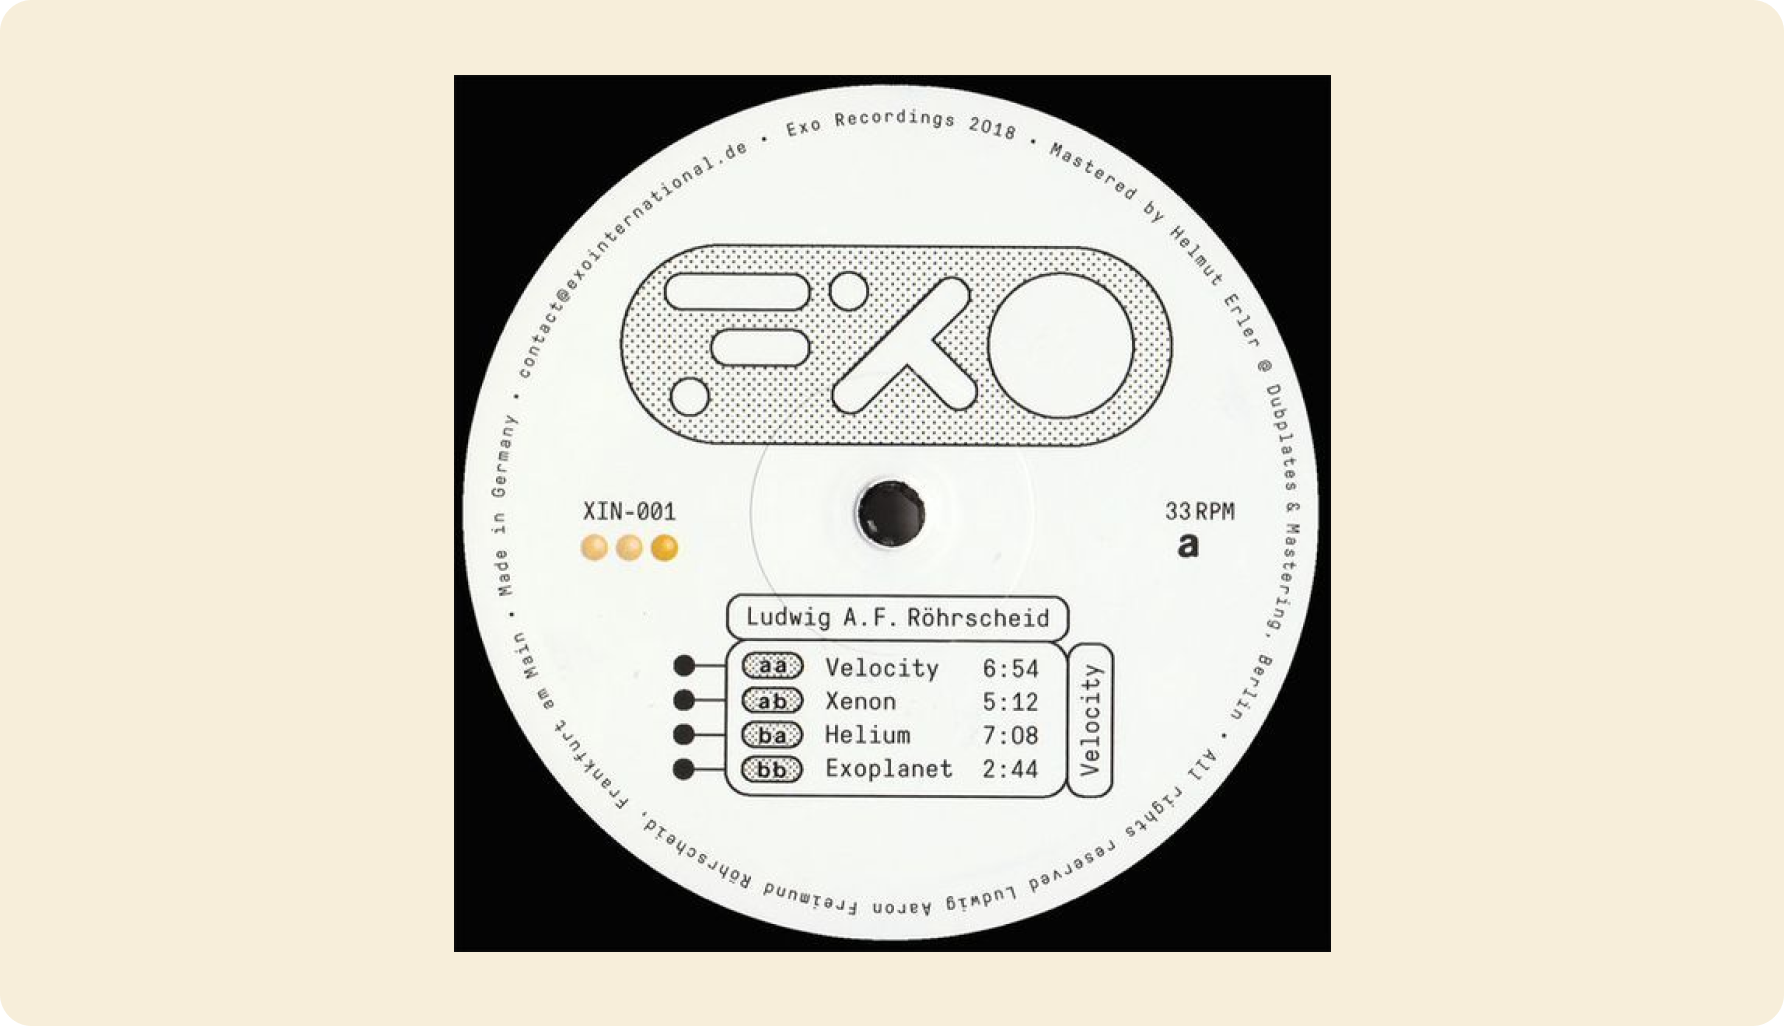 Exo Recordings 2018 • Mastered by Helmut Erler @ Dubplates & Mastering, Berlin • All rights reserved Ludwig Aaron Freimund Röhrscheid, Frankfurt am Main • Made in Germany • contact@exointernational.de •
EXO
XIN-001
33 RPM
a
Ludwig A.F. Röhrscheid
aa Velocity 6:54
ab Xenon 5:12
ba Helium 7:08
bb Exoplanet 2:44
Velocity